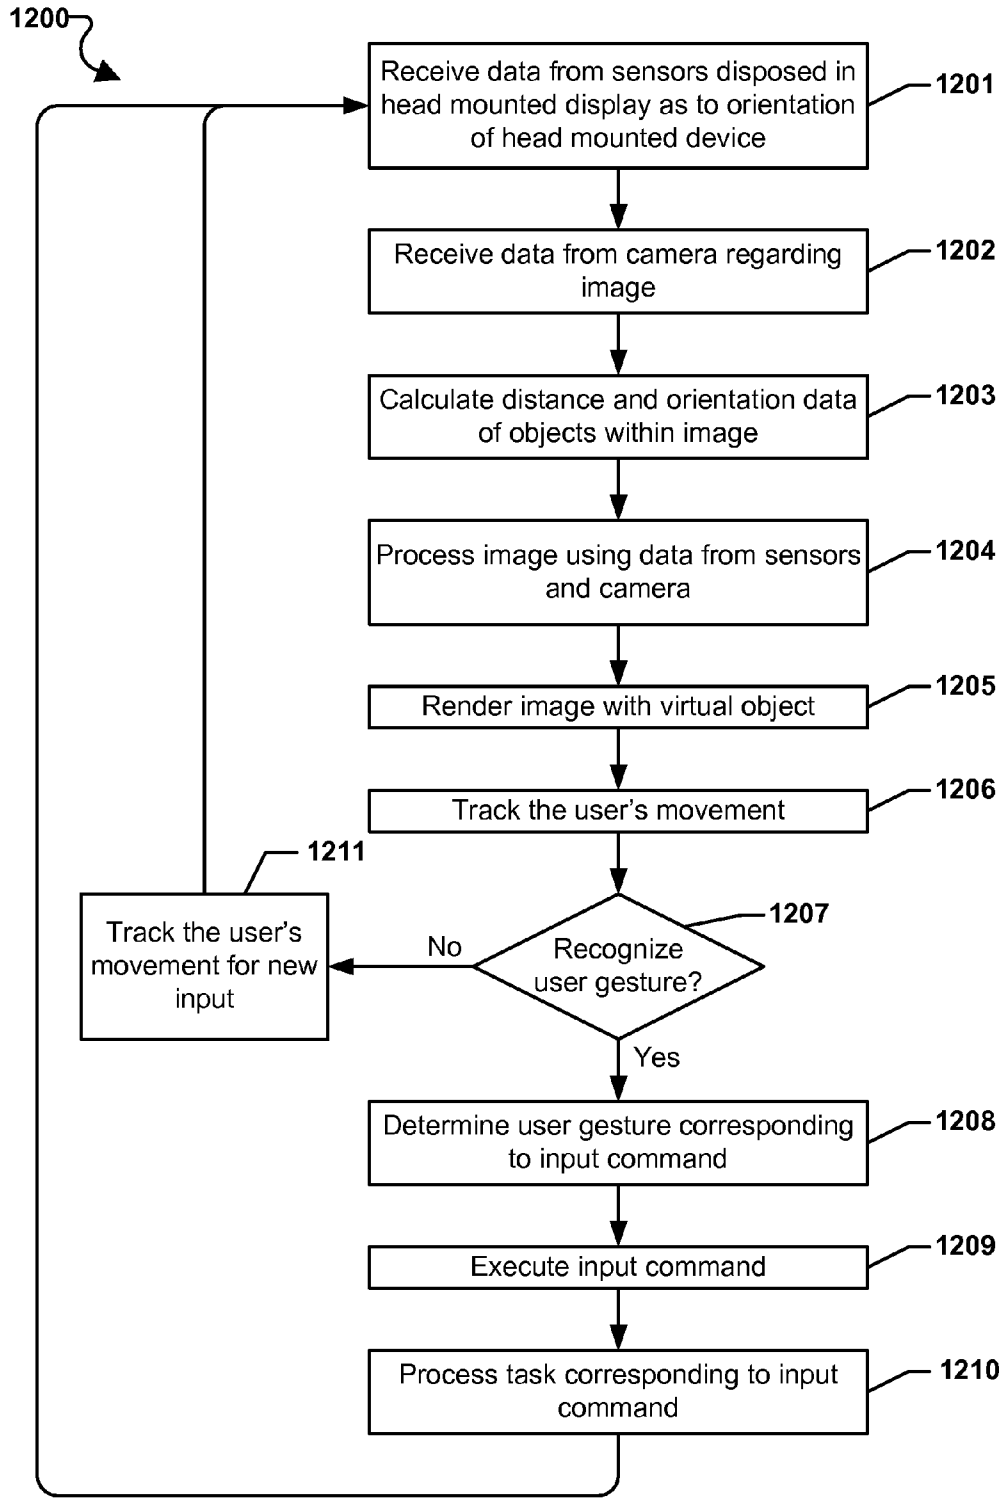 1200
Receive data from sensors disposed in
head mounted display as to orientation
of head mounted device
1201
Receive data from camera regarding
image
1202
Calculate distance and orientation data
of objects within image
1203
Process image using data from sensors
and camera
1204
Render image with virtual object
1205
Track the user’s movement
1206
Recognize
user gesture?
1207
No
Track the user’s
movement for new
input
1211
Yes
Determine user gesture corresponding
to input command
1208
Execute input command
1209
Process task corresponding to input
command
1210